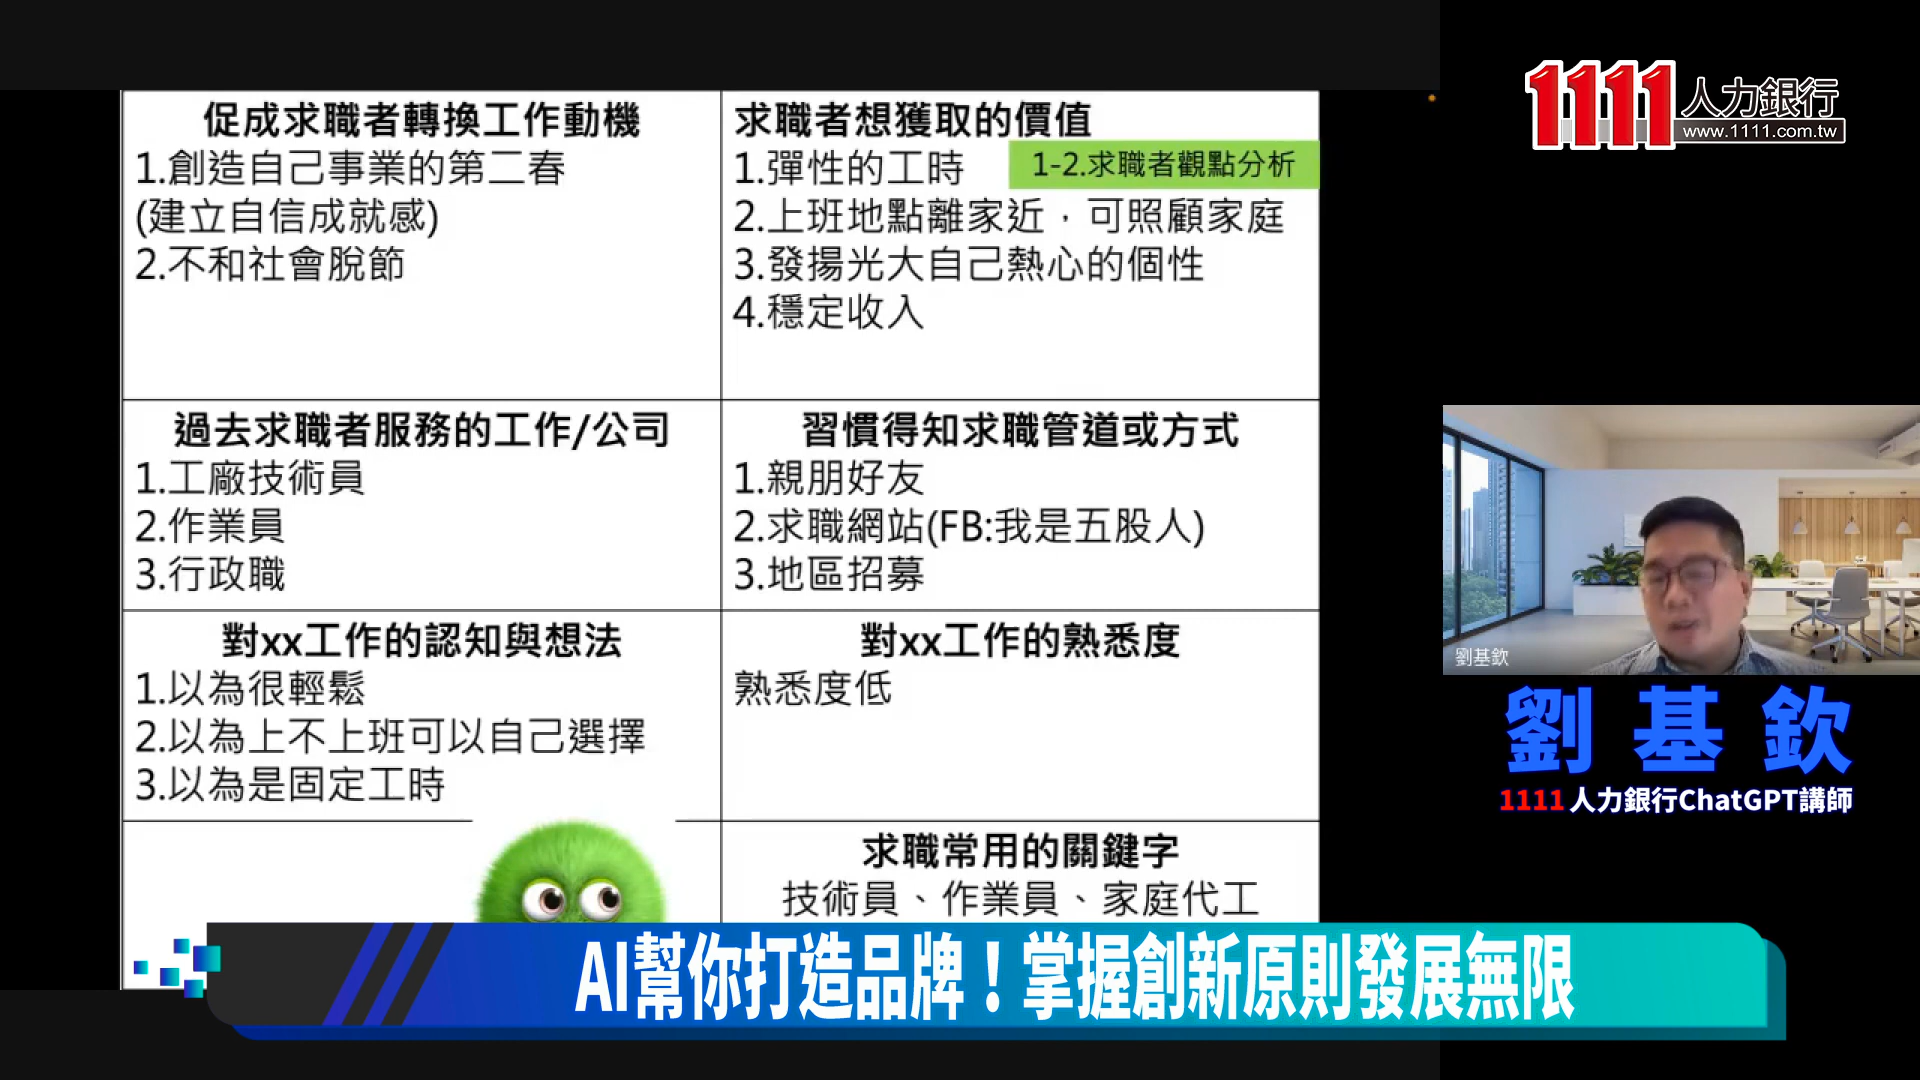 促成求職者轉換工作動機
1.創造自己事業的第二春
(建立自信成就感)
2.不和社會脫節
求職者想獲取的價值
1.彈性的工時
1-2.求職者觀點分析
2.上班地點離家近，可照顧家庭
3.發揚光大自己熱心的個性
4.穩定收入
過去求職者服務的工作/公司
1.工廠技術員
2.作業員
3.行政職
習慣得知求職管道或方式
1.親朋好友
2.求職網站(FB:我是五股人)
3.地區招募
對xx工作的認知與想法
1.以為很輕鬆
2.以為上不上班可以自己選擇
3.以為是固定工時
對xx工作的熟悉度
熟悉度低
求職常用的關鍵字
技術員、作業員、家庭代工
1111人力銀行
www.1111.com.tw
劉基欽
劉基欽
1111人力銀行ChatGPT講師
AI幫你打造品牌！掌握創新原則發展無限